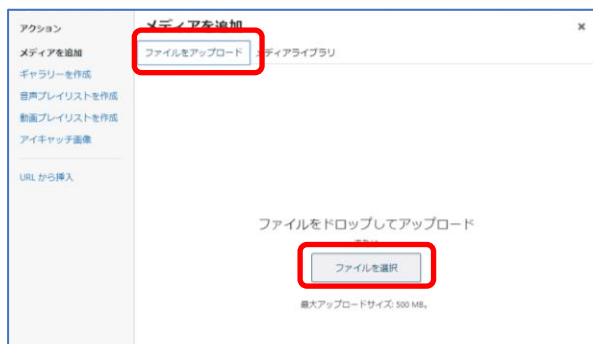 アクション
メディアを追加
ギャラリーを作成
音声プレイリストを作成
動画プレイリストを作成
アイキャッチ画像
URL から挿入
メディアを追加
×
ファイルをアップロード
メディアライブラリ
ファイルをドロップしてアップロード
ファイルを選択
最大アップロードサイズ: 500 MB。